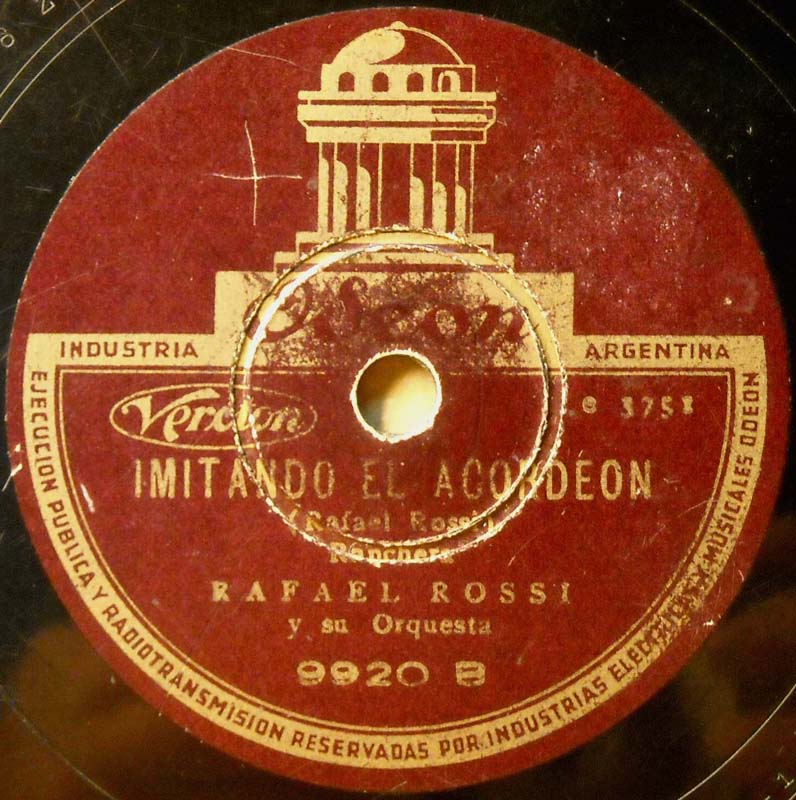 Odeon
INDUSTRIA ARGENTINA
Vercion
e 3751
IMITANDO EL ACORDEON
(Rafael Rossi)
Ranchera
RAFAEL ROSSI
y su Orquesta
9920 B
EJECUCION PUBLICA Y RADIOTRANSMISION RESERVADAS POR INDUSTRIAS ELECTRICAS Y MUSICALES ODEON